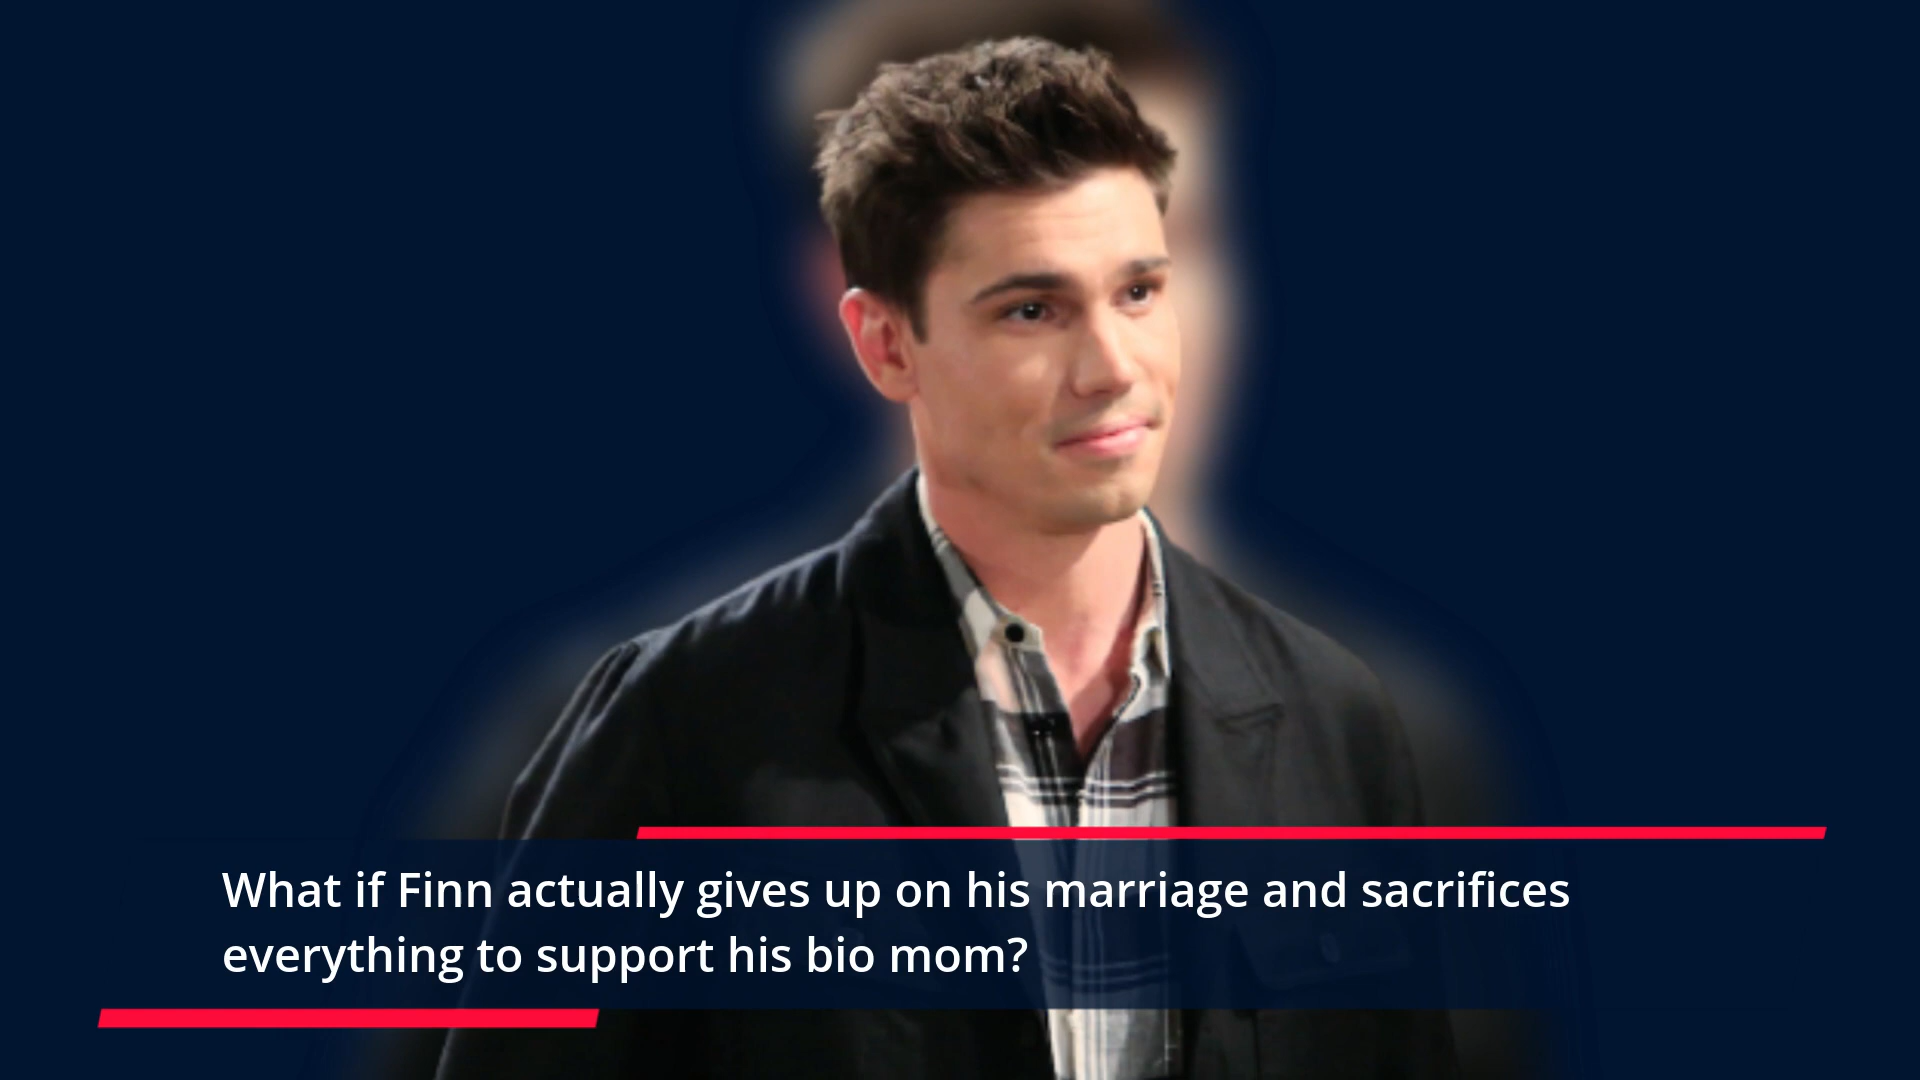 What if Finn actually gives up on his marriage and sacrifices
everything to support his bio mom?